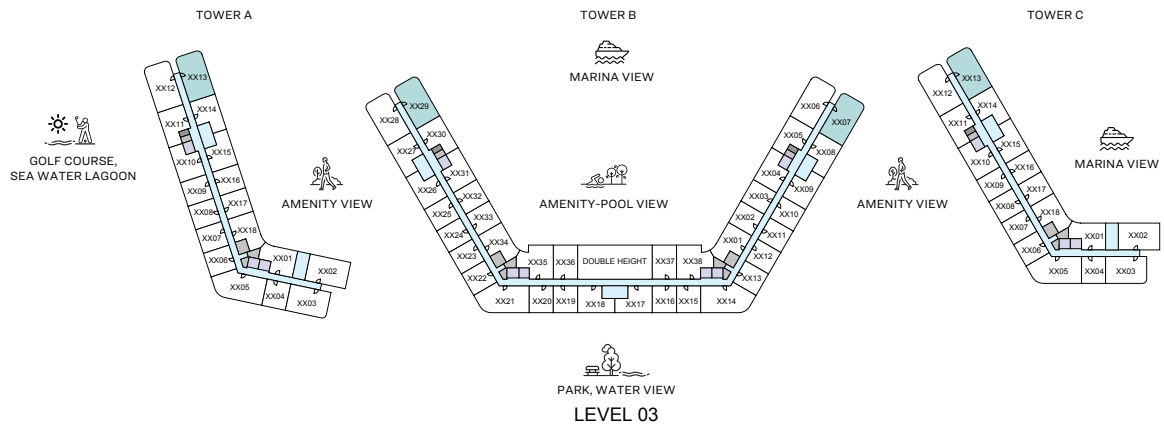 TOWER A
TOWER B
TOWER C
MARINA VIEW
GOLF COURSE,
SEA WATER LAGOON
AMENITY VIEW
AMENITY-POOL VIEW
AMENITY VIEW
MARINA VIEW
XX12
XX13
XX11
XX14
XX10
XX15
XX09
XX16
XX08
XX17
XX07
XX18
XX06
XX01
XX02
XX05
XX04
XX03
XX28
XX29
XX27
XX30
XX26
XX31
XX25
XX32
XX24
XX33
XX23
XX34
XX22
XX35
XX36
DOUBLE HEIGHT
XX37
XX38
XX21
XX20
XX19
XX18
XX17
XX16
XX15
XX14
XX06
XX07
XX05
XX08
XX04
XX09
XX03
XX10
XX02
XX11
XX01
XX12
XX13
XX12
XX13
XX11
XX14
XX10
XX15
XX09
XX16
XX08
XX17
XX07
XX18
XX06
XX01
XX02
XX05
XX04
XX03
PARK, WATER VIEW
LEVEL 03